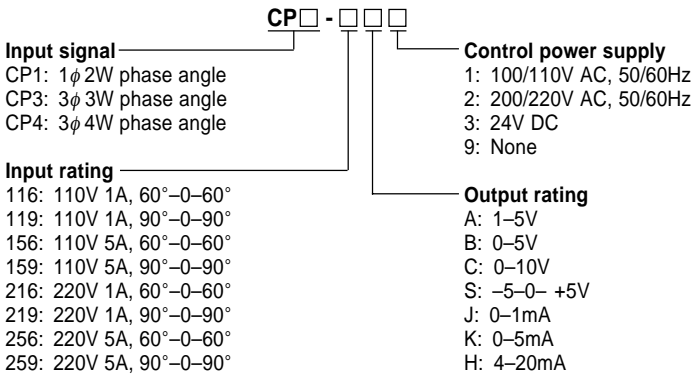 CP□ - □ □ □
Input signal
CP1: 1ϕ 2W phase angle
CP3: 3ϕ 3W phase angle
CP4: 3ϕ 4W phase angle
Input rating
116: 110V 1A, 60°–0–60°
119: 110V 1A, 90°–0–90°
156: 110V 5A, 60°–0–60°
159: 110V 5A, 90°–0–90°
216: 220V 1A, 60°–0–60°
219: 220V 1A, 90°–0–90°
256: 220V 5A, 60°–0–60°
259: 220V 5A, 90°–0–90°
Control power supply
1: 100/110V AC, 50/60Hz
2: 200/220V AC, 50/60Hz
3: 24V DC
9: None
Output rating
A: 1–5V
B: 0–5V
C: 0–10V
S: –5–0– +5V
J: 0–1mA
K: 0–5mA
H: 4–20mA